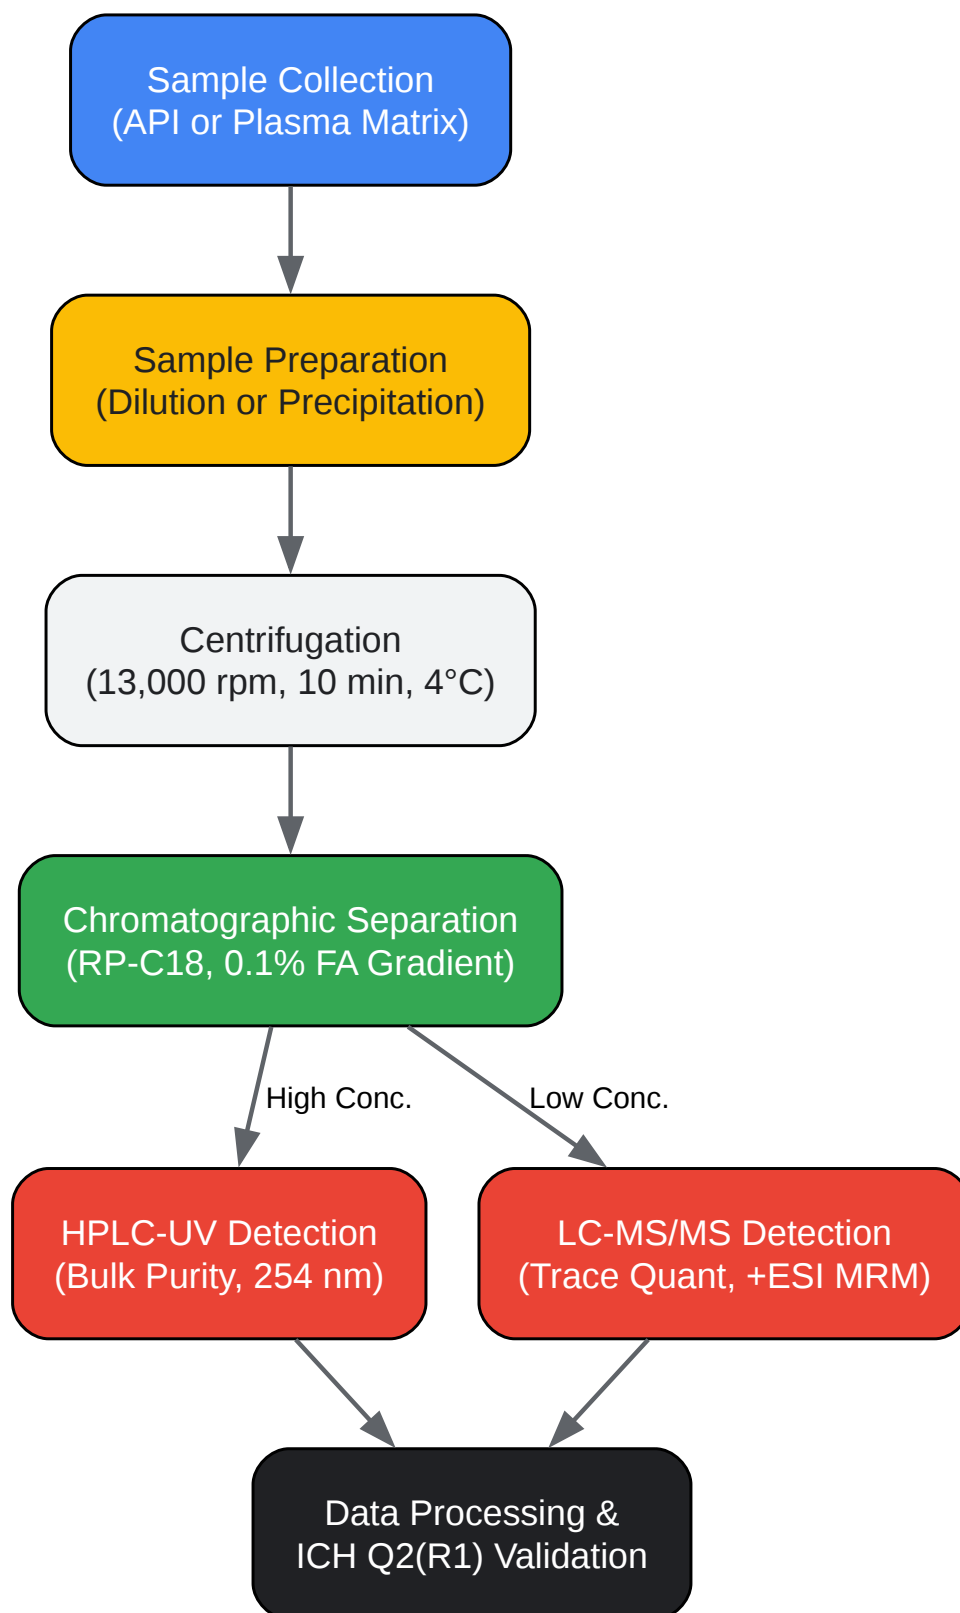 Sample Collection
(API or Plasma Matrix)
Sample Preparation
(Dilution or Precipitation)
Centrifugation
(13,000 rpm, 10 min, 4°C)
Chromatographic Separation
(RP-C18, 0.1% FA Gradient)
High Conc.
Low Conc.
HPLC-UV Detection
(Bulk Purity, 254 nm)
LC-MS/MS Detection
(Trace Quant, +ESI MRM)
Data Processing &
ICH Q2(R1) Validation